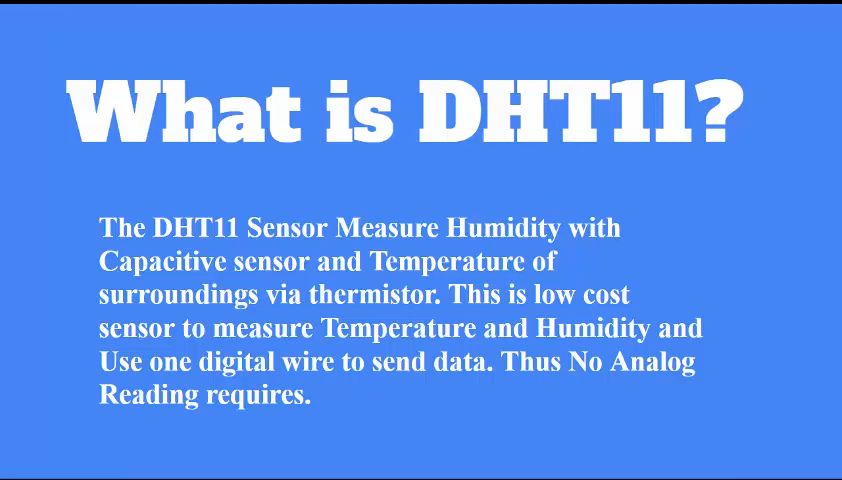 What is DHT11?
The DHT11 Sensor Measure Humidity with
Capacitive sensor and Temperature of
surroundings via thermistor. This is low cost
sensor to measure Temperature and Humidity and
Use one digital wire to send data. Thus No Analog
Reading requires.